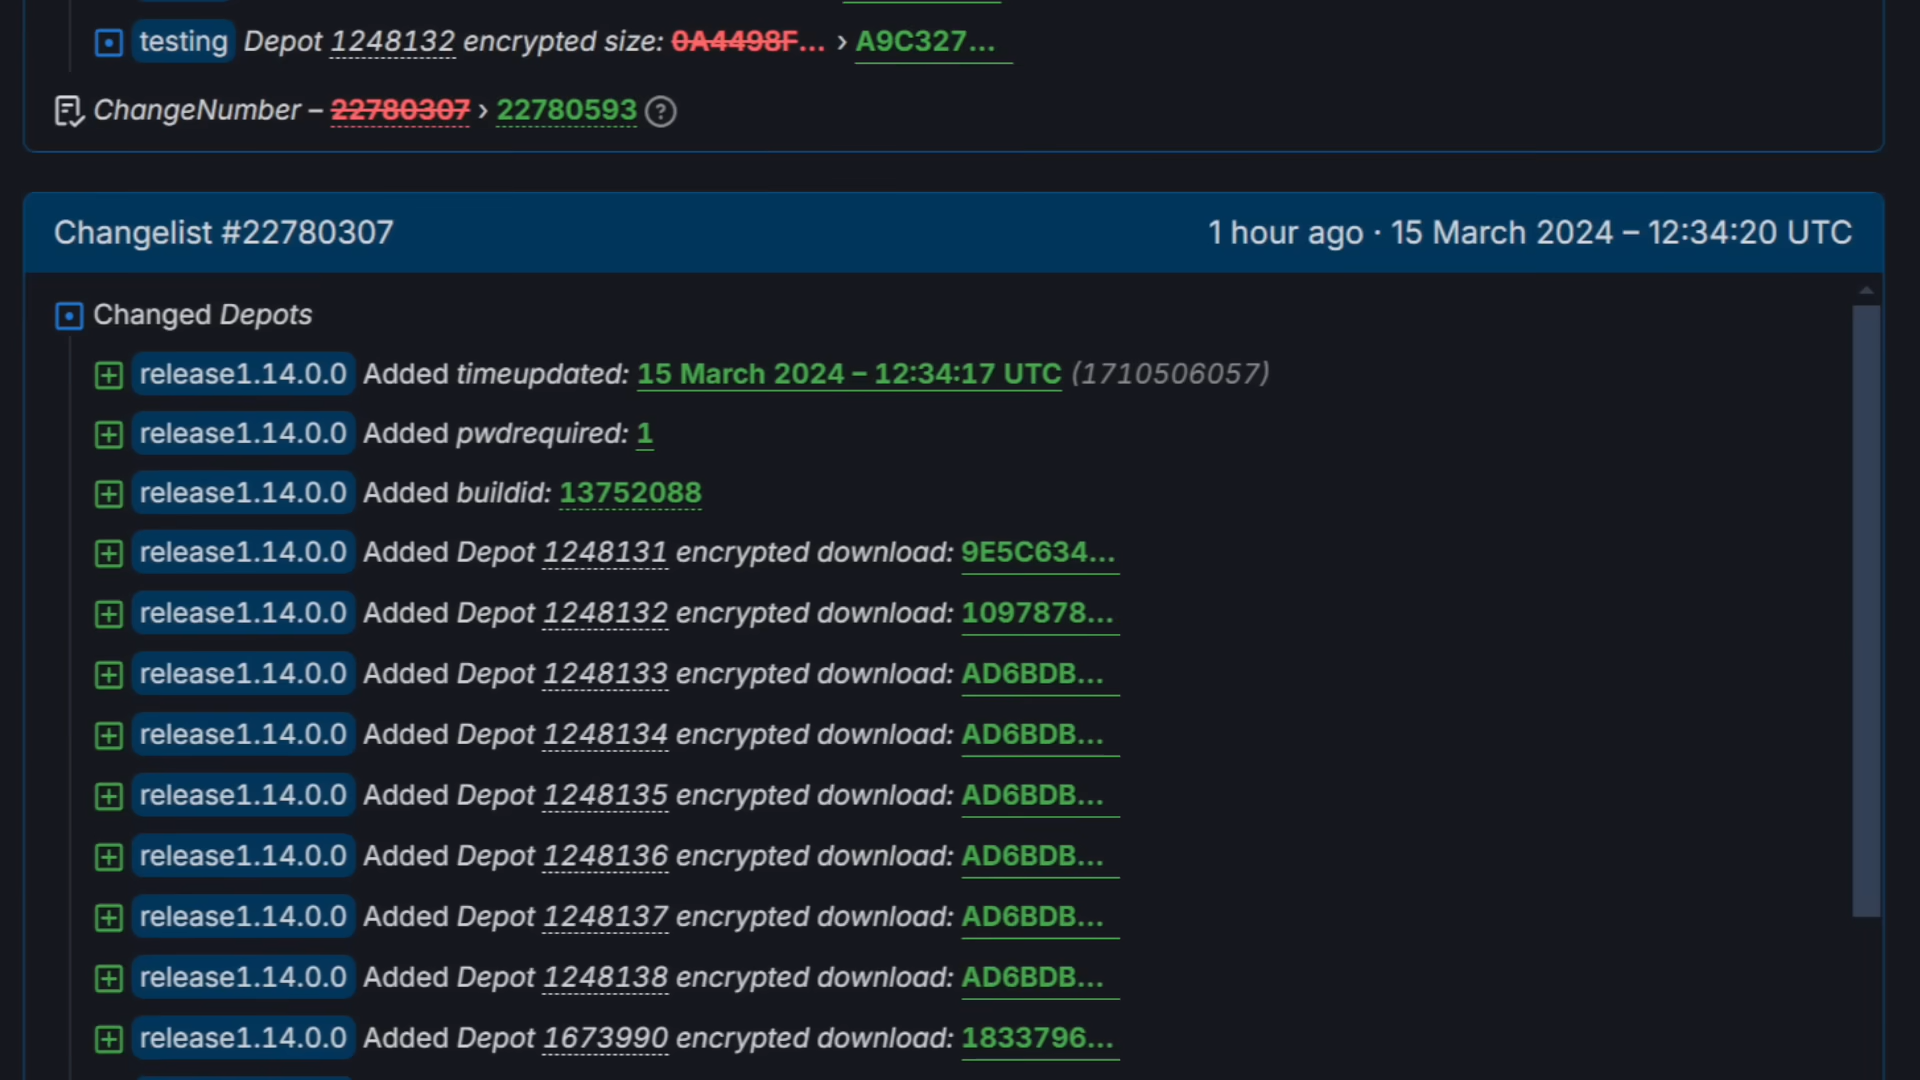 testing Depot 1248132 encrypted size: 0A4498F... › A9C327...
ChangeNumber – 22780307 › 22780593 ?
Changelist #22780307 1 hour ago · 15 March 2024 – 12:34:20 UTC
Changed Depots
release1.14.0.0 Added timeupdated: 15 March 2024 – 12:34:17 UTC (1710506057)
release1.14.0.0 Added pwdrequired: 1
release1.14.0.0 Added buildid: 13752088
release1.14.0.0 Added Depot 1248131 encrypted download: 9E5C634...
release1.14.0.0 Added Depot 1248132 encrypted download: 1097878...
release1.14.0.0 Added Depot 1248133 encrypted download: AD6BDB...
release1.14.0.0 Added Depot 1248134 encrypted download: AD6BDB...
release1.14.0.0 Added Depot 1248135 encrypted download: AD6BDB...
release1.14.0.0 Added Depot 1248136 encrypted download: AD6BDB...
release1.14.0.0 Added Depot 1248137 encrypted download: AD6BDB...
release1.14.0.0 Added Depot 1248138 encrypted download: AD6BDB...
release1.14.0.0 Added Depot 1673990 encrypted download: 1833796...